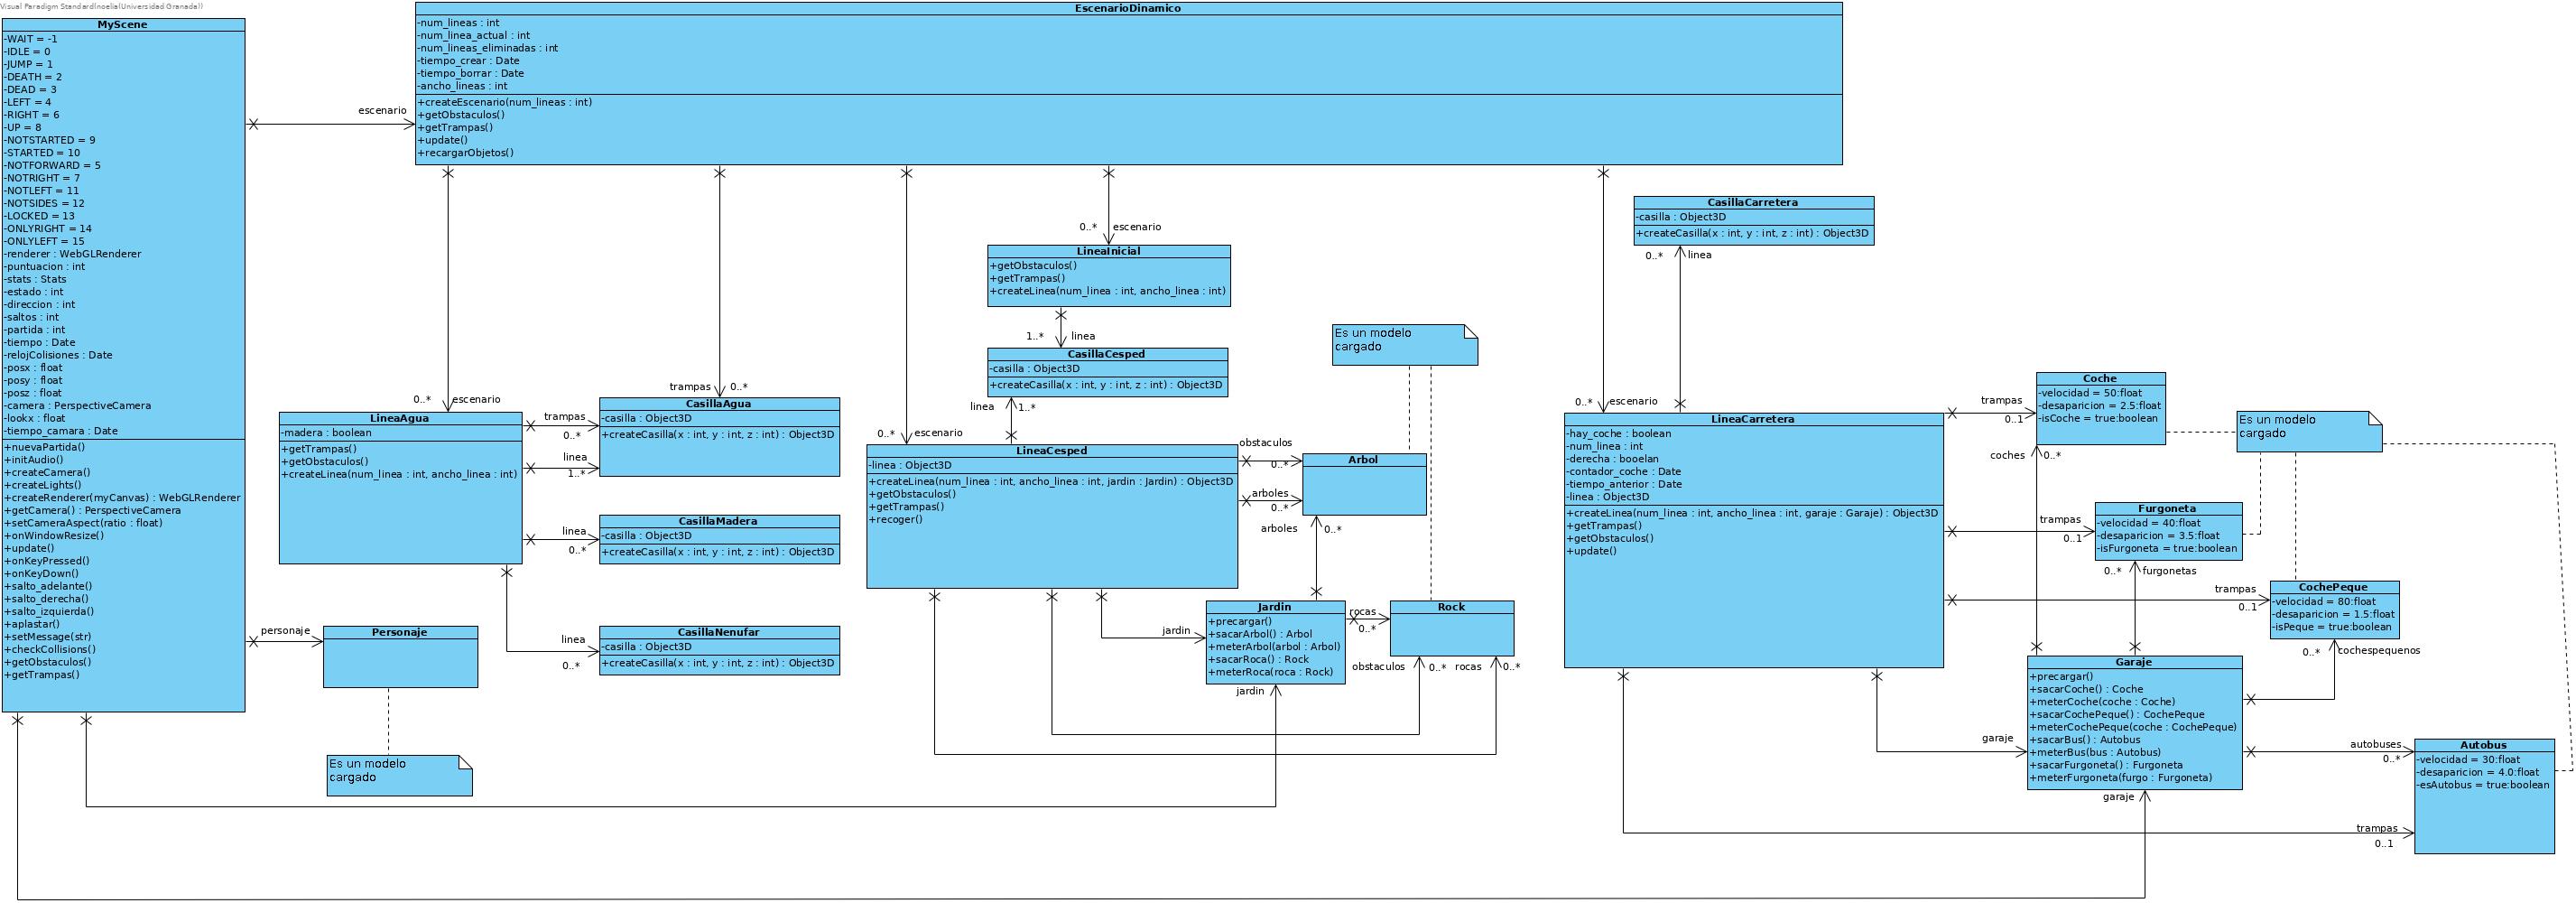 Visual Paradigm Standard(noelia(Universidad Granada))
MyScene
-WAIT = -1
-IDLE = 0
-JUMP = 1
-DEATH = 2
-DEAD = 3
-LEFT = 4
-RIGHT = 6
-UP = 8
-NOTSTARTED = 9
-STARTED = 10
-NOTFORWARD = 5
-NOTRIGHT = 7
-NOTLEFT = 11
-NOTSIDES = 12
-LOCKED = 13
-ONLYRIGHT = 14
-ONLYLEFT = 15
-renderer : WebGLRenderer
-puntuacion : int
-stats : Stats
-estado : int
-direccion : int
-saltos : int
-partida : int
-tiempo : Date
-relojColisiones : Date
-posx : float
-posy : float
-posz : float
-camera : PerspectiveCamera
-lookx : float
-tiempo_camara : Date
+nuevaPartida()
+initAudio()
+createCamera()
+createLights()
+createRenderer(myCanvas) : WebGLRenderer
+getCamera() : PerspectiveCamera
+setCameraAspect(ratio : float)
+onWindowResize()
+update()
+onKeyPressed()
+onKeyDown()
+salto_adelante()
+salto_derecha()
+salto_izquierda()
+aplastar()
+setMessage(str)
+checkCollisions()
+getObstaculos()
+getTrampas()
escenario
EscenarioDinamico
-num_lineas : int
-num_linea_actual : int
-num_lineas_eliminadas : int
-tiempo_crear : Date
-tiempo_borrar : Date
-ancho_lineas : int
+createEscenario(num_lineas : int)
+getObstaculos()
+getTrampas()
+update()
+recargarObjetos()
0..* escenario
LineaAgua
-madera : boolean
+getTrampas()
+getObstaculos()
+createLinea(num_linea : int, ancho_linea : int)
trampas 0..*
CasillaAgua
-casilla : Object3D
+createCasilla(x : int, y : int, z : int) : Object3D
trampas
0..*
linea
1..*
linea
0..*
CasillaMadera
-casilla : Object3D
+createCasilla(x : int, y : int, z : int) : Object3D
linea
0..*
CasillaNenufar
-casilla : Object3D
+createCasilla(x : int, y : int, z : int) : Object3D
personaje
Personaje
Es un modelo
cargado
0..* escenario
LineaInicial
+getObstaculos()
+getTrampas()
+createLinea(num_linea : int, ancho_linea : int)
1..* linea
CasillaCesped
-casilla : Object3D
+createCasilla(x : int, y : int, z : int) : Object3D
linea 1..*
0..* escenario
LineaCesped
-linea : Object3D
+createLinea(num_linea : int, ancho_linea : int, jardin : Jardin) : Object3D
+getObstaculos()
+getTrampas()
+recoger()
obstaculos
0..*
arboles
0..*
Arbol
Es un modelo
cargado
arboles 0..*
jardin
Jardin
+precargar()
+sacarArbol() : Arbol
+meterArbol(arbol : Arbol)
+sacarRoca() : Rock
+meterRoca(roca : Rock)
jardin
rocas
0..*
Rock
obstaculos 0..*
rocas 0..*
CasillaCarretera
-casilla : Object3D
+createCasilla(x : int, y : int, z : int) : Object3D
0..* linea
0..* escenario
LineaCarretera
-hay_coche : boolean
-num_linea : int
-derecha : booelan
-contador_coche : Date
-tiempo_anterior : Date
-linea : Object3D
+createLinea(num_linea : int, ancho_linea : int, garaje : Garaje) : Object3D
+getTrampas()
+getObstaculos()
+update()
trampas
0..1
Coche
-velocidad = 50:float
-desaparicion = 2.5:float
-isCoche = true:boolean
coches 0..*
Es un modelo
cargado
trampas
0..1
Furgoneta
-velocidad = 40:float
-desaparicion = 3.5:float
-isFurgoneta = true:boolean
0..* furgonetas
trampas
0..1
CochePeque
-velocidad = 80:float
-desaparicion = 1.5:float
-isPeque = true:boolean
0..* cochespequenos
garaje
Garaje
+precargar()
+sacarCoche() : Coche
+meterCoche(coche : Coche)
+sacarCochePeque() : CochePeque
+meterCochePeque(coche : CochePeque)
+sacarBus() : Autobus
+meterBus(bus : Autobus)
+sacarFurgoneta() : Furgoneta
+meterFurgoneta(furgo : Furgoneta)
garaje
autobuses
0..*
Autobus
-velocidad = 30:float
-desaparicion = 4.0:float
-esAutobus = true:boolean
trampas
0..1